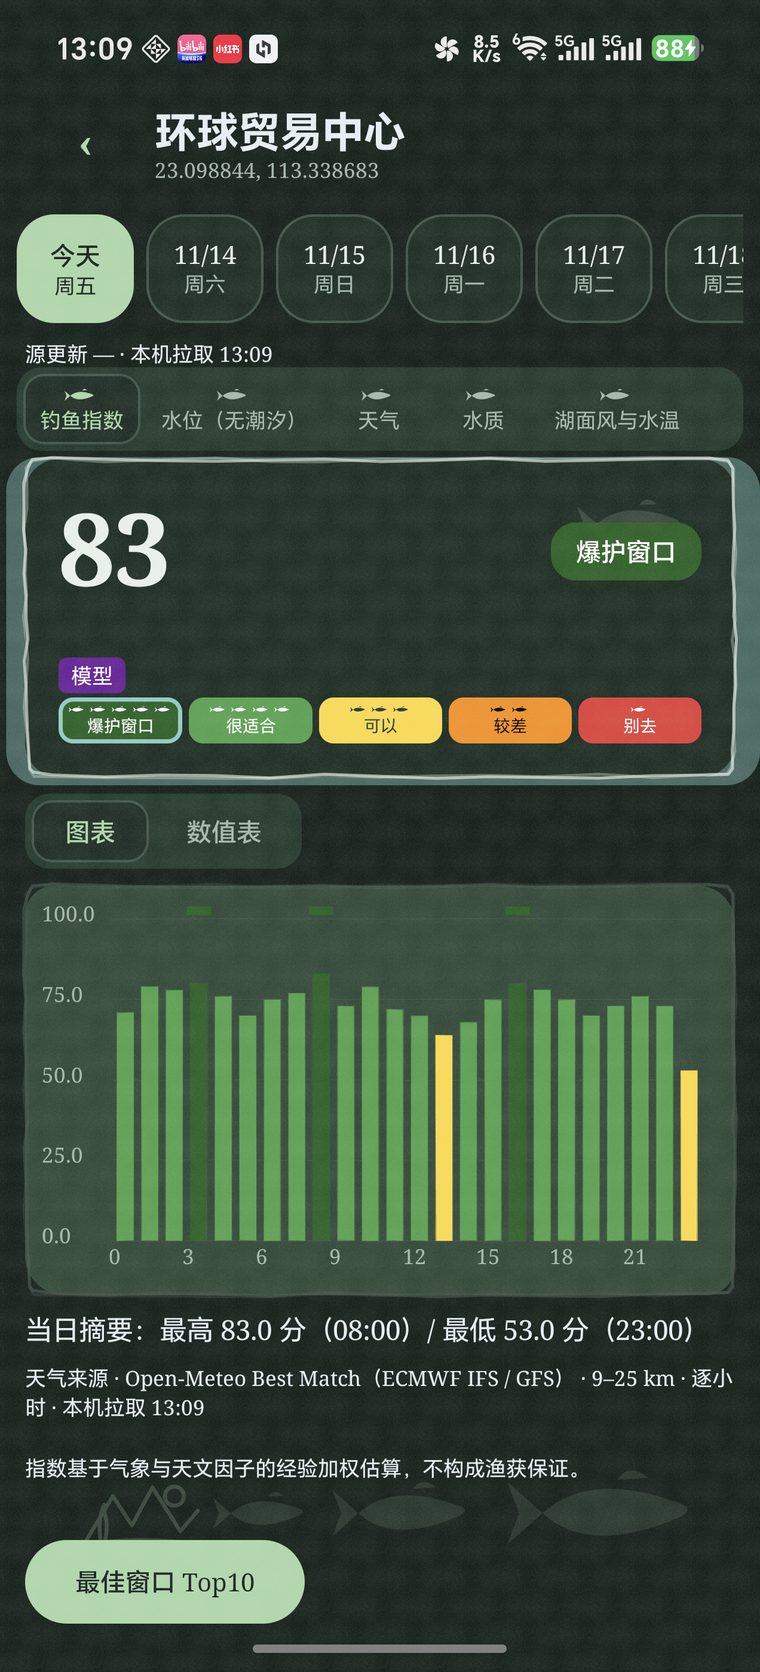 13:09
bilibili
小红书
8.5 K/s
6
5G
5G
88
‹
环球贸易中心
23.098844, 113.338683
今天
周五
11/14
周六
11/15
周日
11/16
周一
11/17
周二
11/18
周三
源更新 — · 本机拉取 13:09
钓鱼指数
水位（无潮汐）
天气
水质
湖面风与水温
83
爆护窗口
模型
爆护窗口
很适合
可以
较差
别去
图表
数值表
100.0
75.0
50.0
25.0
0.0
0 3 6 9 12 15 18 21
当日摘要：最高 83.0 分（08:00）/ 最低 53.0 分（23:00）
天气来源 · Open-Meteo Best Match（ECMWF IFS / GFS） · 9–25 km · 逐小
时 · 本机拉取 13:09
指数基于气象与天文因子的经验加权估算，不构成渔获保证。
最佳窗口 Top10